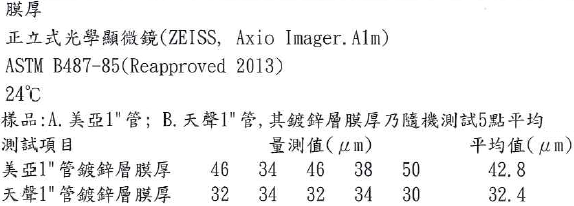 膜厚
正立式光學顯微鏡(ZEISS, Axio Imager.A1m)
ASTM B487-85(Reapproved 2013)
24℃
樣品:A.美亞1"管; B.天聲1"管,其鍍鋅層膜厚乃隨機測試5點平均
測試項目 量測值(μm) 平均值(μm)
美亞1"管鍍鋅層膜厚 46 34 46 38 50 42.8
天聲1"管鍍鋅層膜厚 32 34 32 34 30 32.4